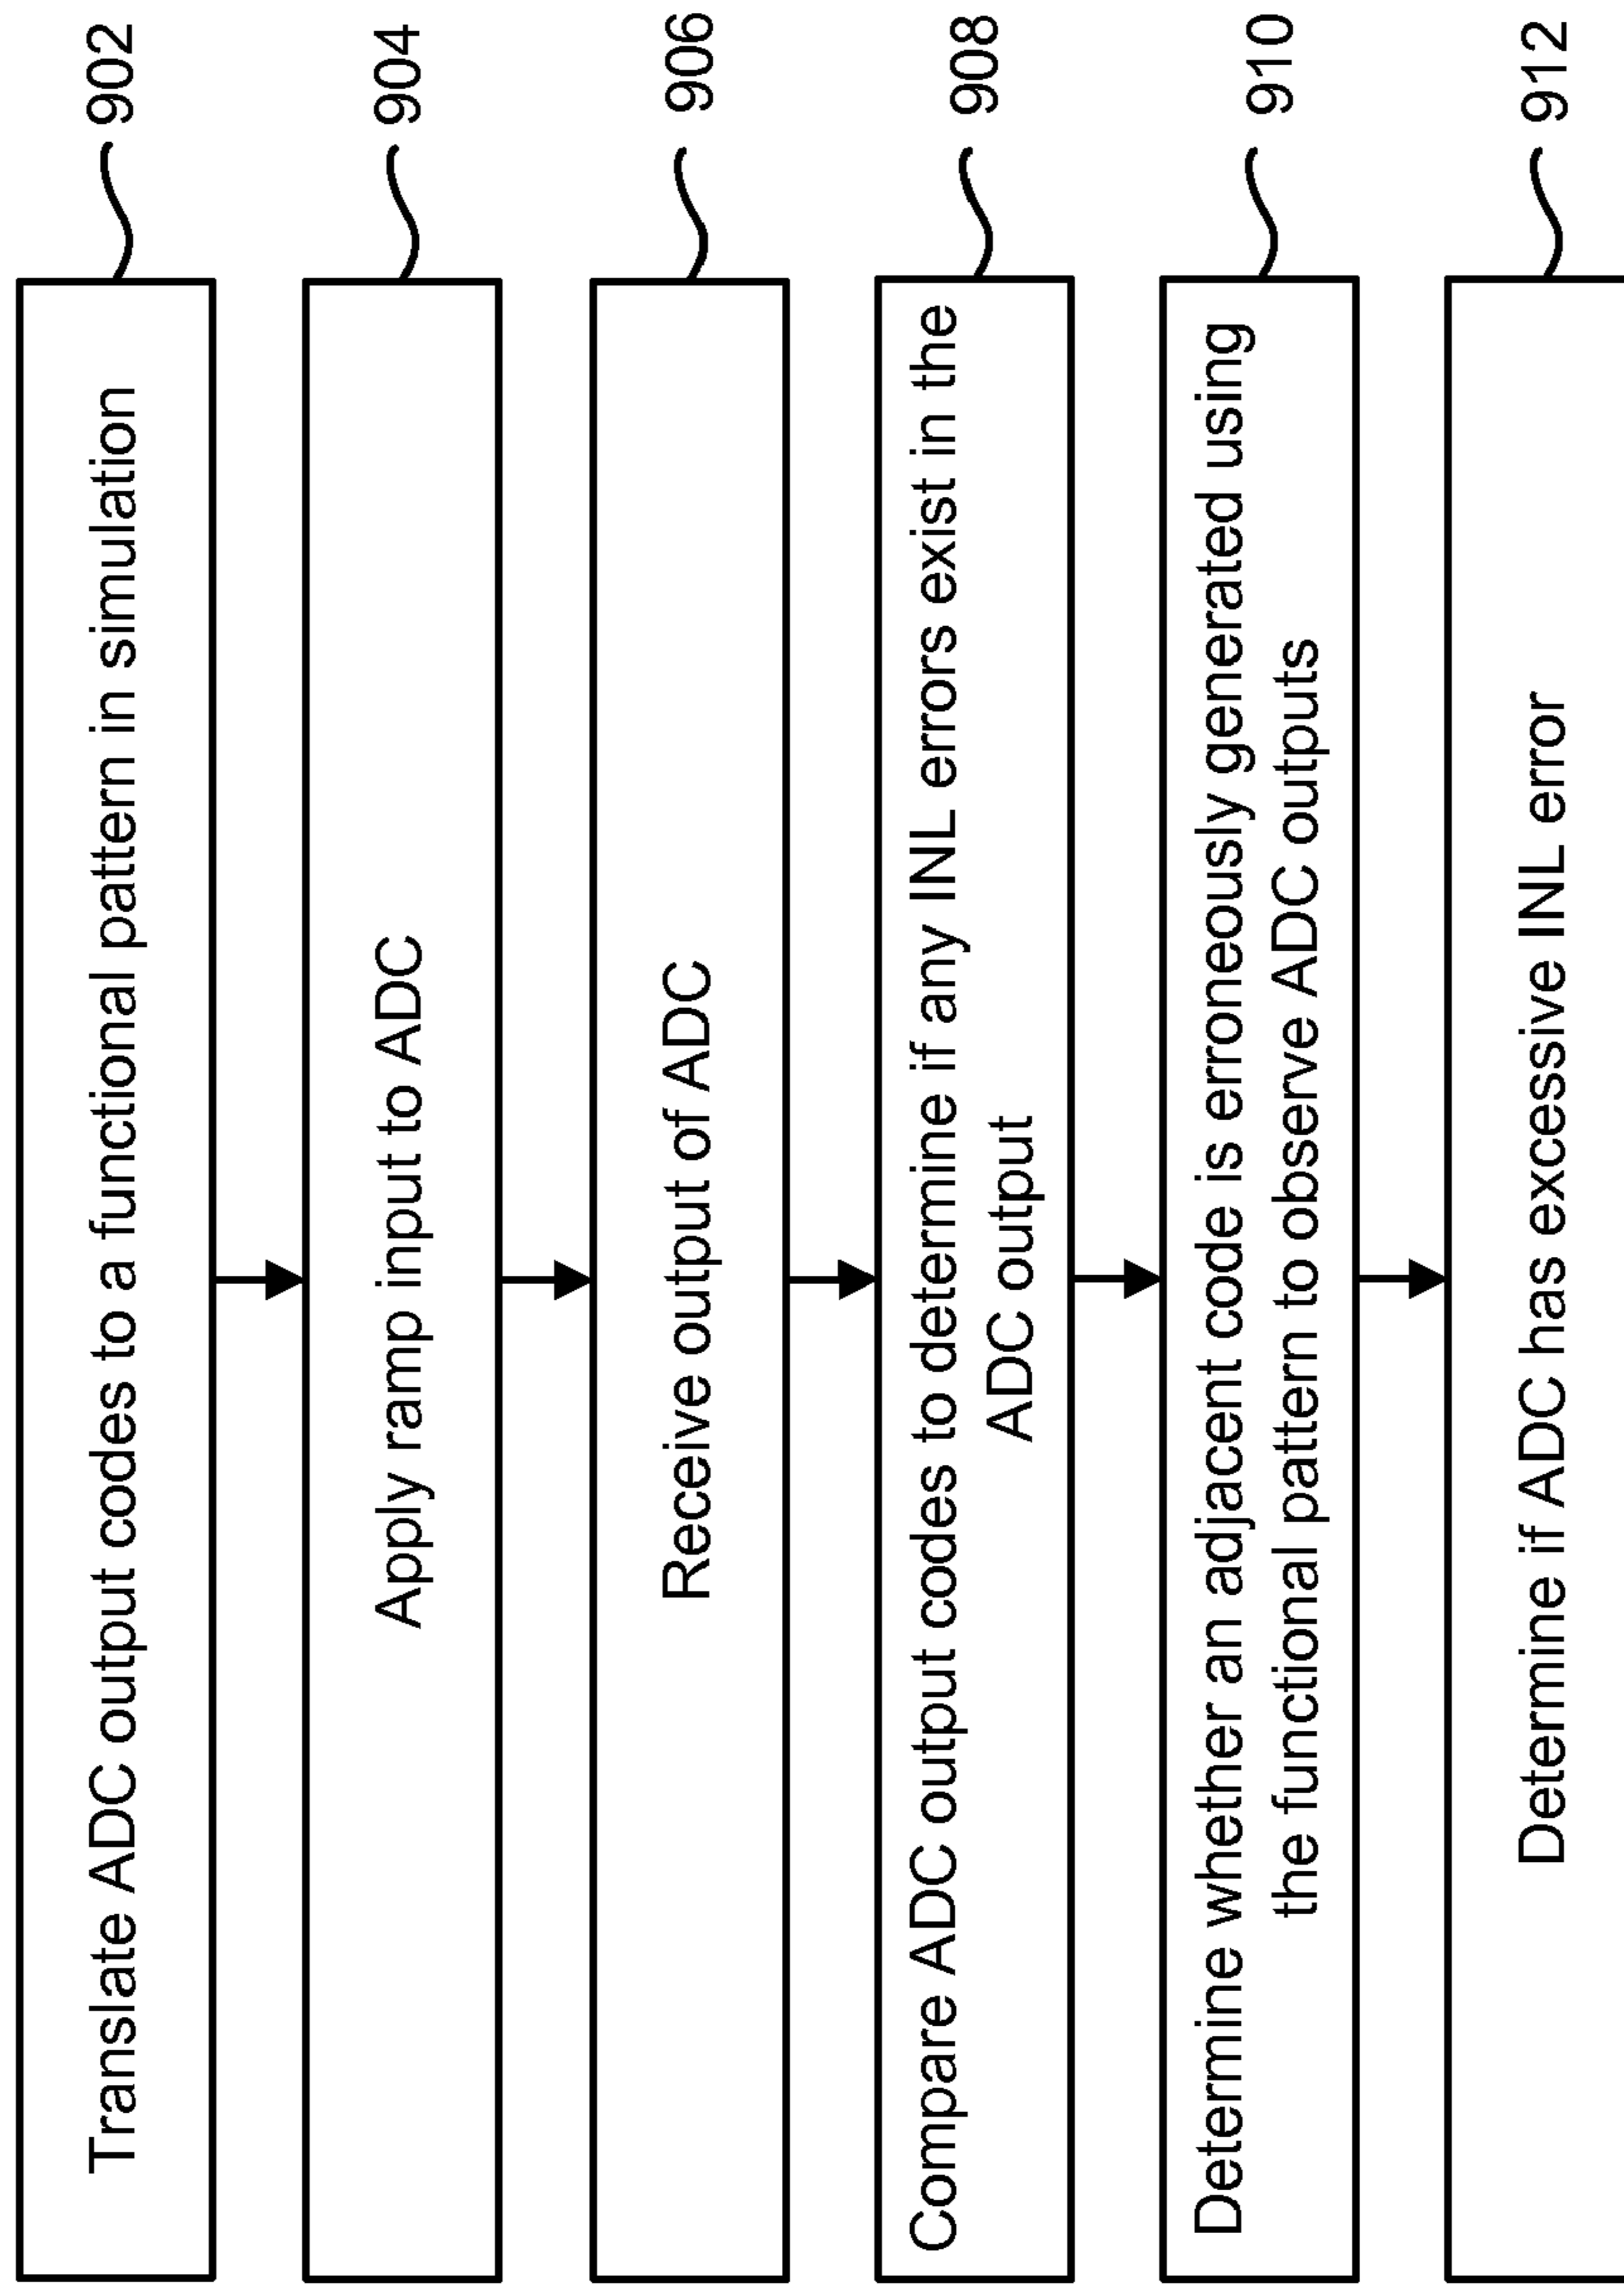 Translate ADC output codes to a functional pattern in simulation
902
Apply ramp input to ADC
904
Receive output of ADC
906
Compare ADC output codes to determine if any INL errors exist in the
ADC output
908
Determine whether an adjacent code is erroneously generated using
the functional pattern to observe ADC outputs
910
Determine if ADC has excessive INL error
912